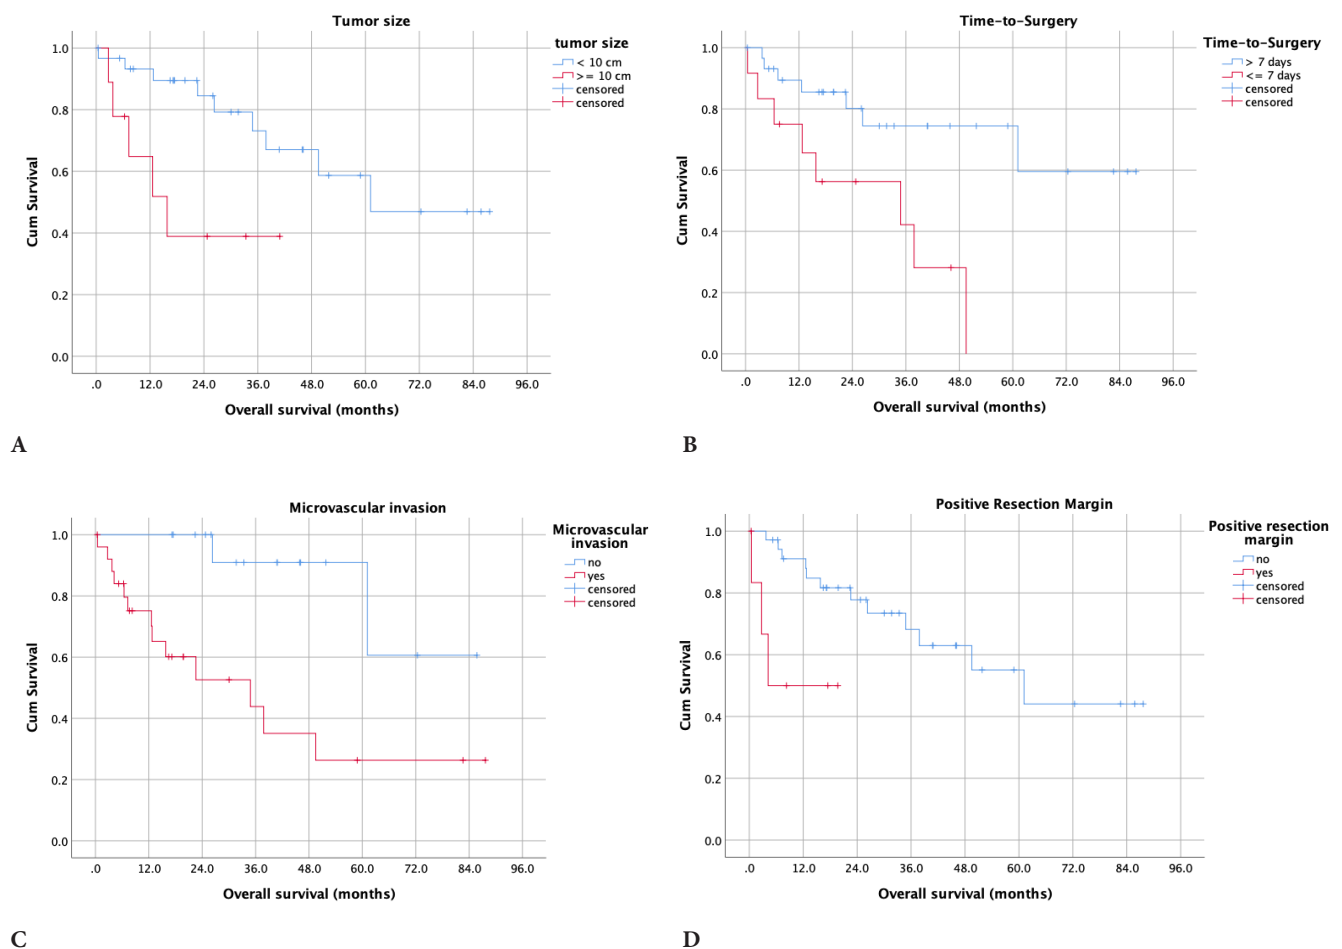 Tumor size
tumor size
< 10 cm
>= 10 cm
censored
censored
Cum Survival
1.0
0.8
0.6
0.4
0.2
0.0
.0 12.0 24.0 36.0 48.0 60.0 72.0 84.0 96.0
Overall survival (months)
A
Time-to-Surgery
Time-to-Surgery
> 7 days
<= 7 days
censored
censored
Cum Survival
1.0
0.8
0.6
0.4
0.2
0.0
.0 12.0 24.0 36.0 48.0 60.0 72.0 84.0 96.0
Overall survival (months)
B
Microvascular invasion
Microvascular
invasion
no
yes
censored
censored
Cum Survival
1.0
0.8
0.6
0.4
0.2
0.0
.0 12.0 24.0 36.0 48.0 60.0 72.0 84.0 96.0
Overall survival (months)
C
Positive Resection Margin
Positive resection
margin
no
yes
censored
censored
Cum Survival
1.0
0.8
0.6
0.4
0.2
0.0
.0 12.0 24.0 36.0 48.0 60.0 72.0 84.0 96.0
Overall survival (months)
D